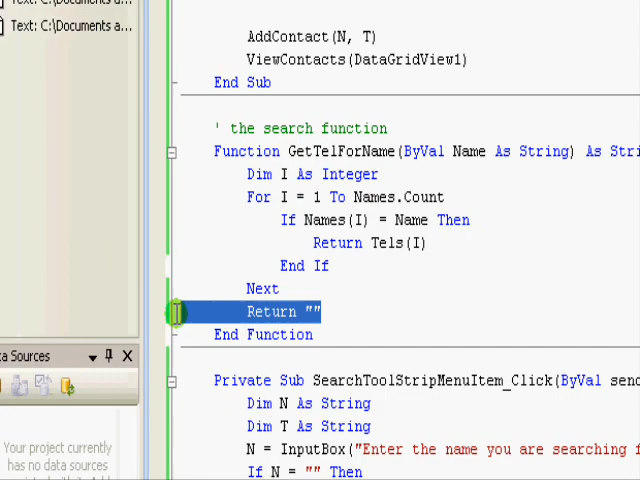 Text: C:\Documents a...
Text: C:\Documents a...
AddContact(N, T)
ViewContacts(DataGridView1)
End Sub
' the search function
Function GetTelForName(ByVal Name As String) As Stri
Dim I As Integer
For I = 1 To Names.Count
If Names(I) = Name Then
Return Tels(I)
End If
Next
Return ""
End Function
Private Sub SearchToolStripMenuItem_Click(ByVal send
Dim N As String
Dim T As String
N = InputBox("Enter the name you are searching f
If N = "" Then
ta Sources
Your project currently
has no data sources